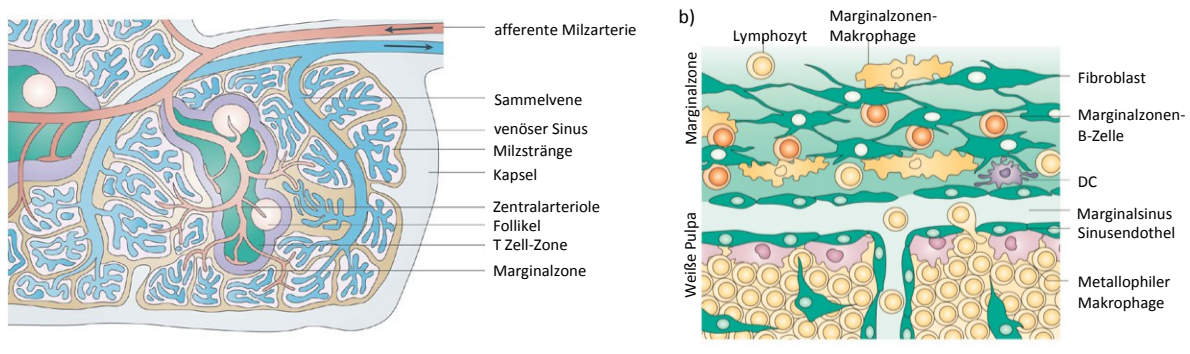 afferente Milzarterie
Sammelvene
venöser Sinus
Milzstränge
Kapsel
Zentralarteriole
Follikel
T Zell-Zone
Marginalzone
b)
Marginalzonen-
Makrophage
Lymphozyt
Marginalzone
Weiße Pulpa
Fibroblast
Marginalzonen-
B-Zelle
DC
Marginalsinus
Sinusendothel
Metallophiler
Makrophage